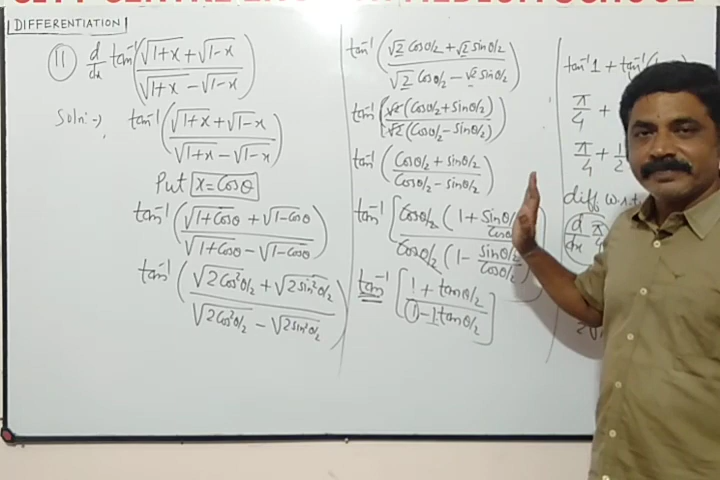 DIFFERENTIATION
11) d/dx tan⁻¹ (√1+x + √1-x / √1+x - √1-x)
Soln:→ tan⁻¹ (√1+x + √1-x / √1+x - √1-x)
Put x = Cosθ
tan⁻¹ (√1+Cosθ + √1-Cosθ / √1+Cosθ - √1-Cosθ)
tan⁻¹ (√2Cos²θ/2 + √2sin²θ/2 / √2Cos²θ/2 - √2sin²θ/2)
tan⁻¹ (√2 Cosθ/2 + √2 sinθ/2 / √2 Cosθ/2 - √2 sinθ/2)
tan⁻¹ (√2 (Cosθ/2 + Sinθ/2) / √2 (Cosθ/2 - Sinθ/2))
tan⁻¹ (Cosθ/2 + sinθ/2 / Cosθ/2 - sinθ/2)
tan⁻¹ [Cosθ/2 (1 + Sinθ/ Cosθ / Cosθ/2 (1 - Sinθ/2 / Cosθ/2)]
tan⁻¹ [1 + tanθ/2 / 1 - 1.tanθ/2]
tan⁻¹ 1 + tan⁻¹ (
π/4 +
π/4 + 1/2
diff w.r.t
d/dx π/4